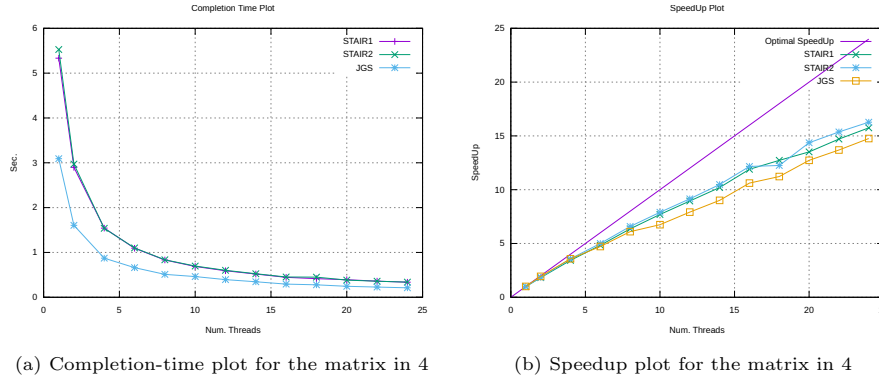 Completion Time Plot
6
5
4
3
2
1
0
0
5
10
15
20
25
Sec.
Num. Threads
STAIR1
STAIR2
JGS
SpeedUp Plot
25
20
15
10
5
0
0
5
10
15
20
SpeedUp
Num. Threads
Optimal SpeedUp
STAIR1
STAIR2
JGS
(a) Completion-time plot for the matrix in 4
(b) Speedup plot for the matrix in 4